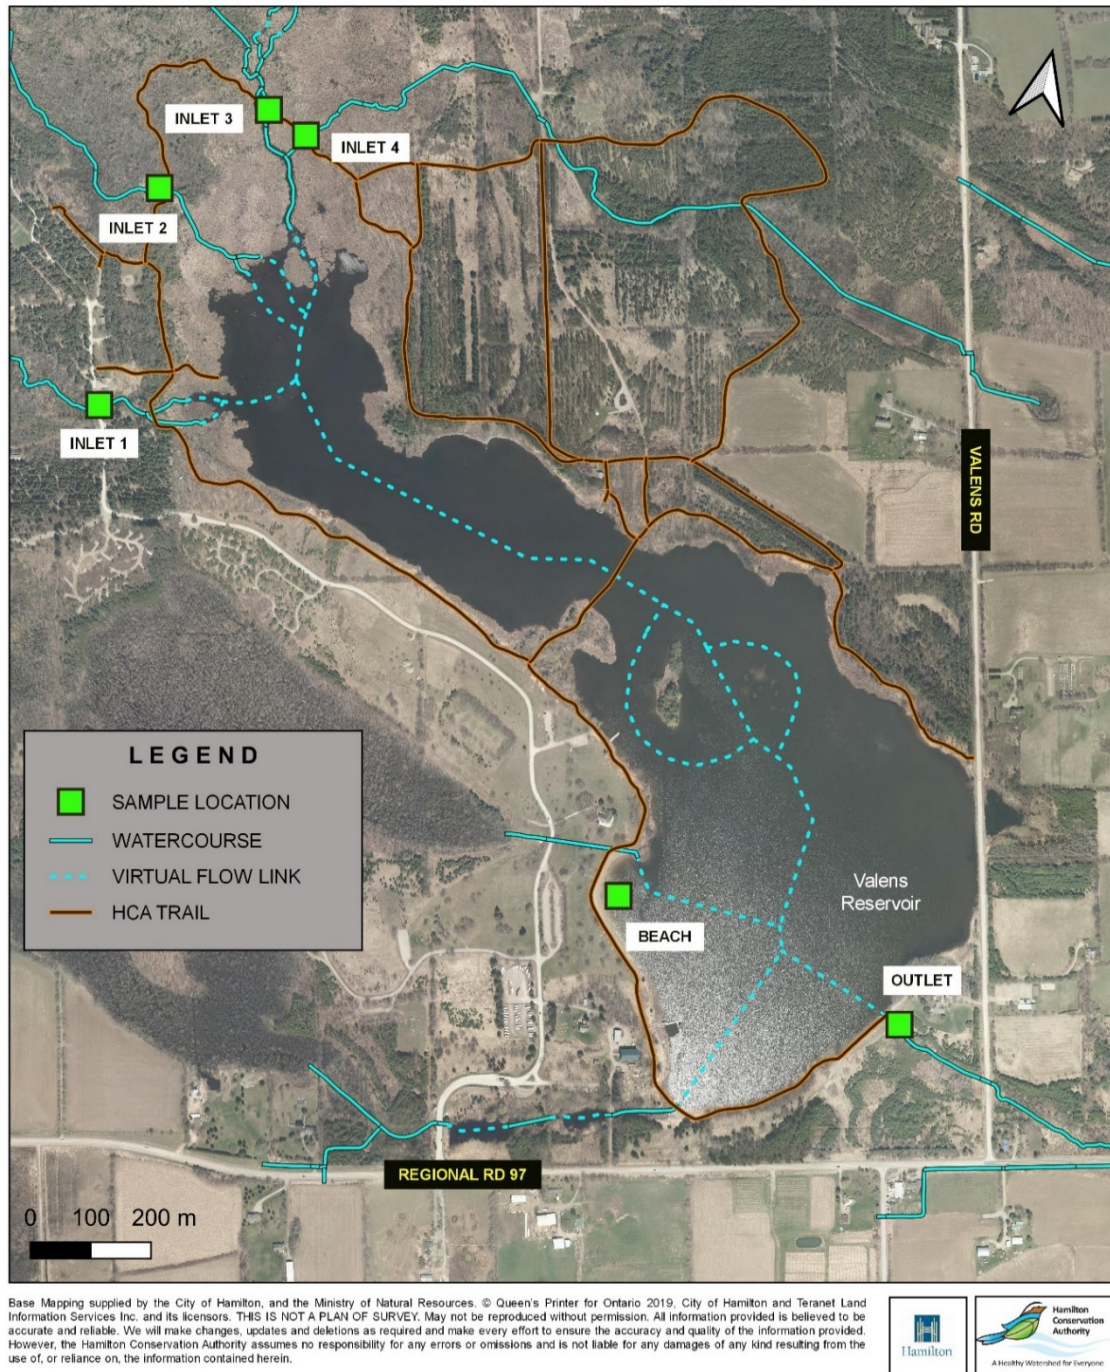 INLET 3
INLET 4
INLET 2
INLET 1
VALENS RD
LEGEND
SAMPLE LOCATION
WATERCOURSE
VIRTUAL FLOW LINK
HCA TRAIL
Valens
Reservoir
BEACH
OUTLET
REGIONAL RD 97
0 100 200 m
Base Mapping supplied by the City of Hamilton, and the Ministry of Natural Resources. © Queen's Printer for Ontario 2019, City of Hamilton and Teranet Land
Information Services Inc. and its licensors. THIS IS NOT A PLAN OF SURVEY. May not be reproduced without permission. All information provided is believed to be
accurate and reliable. We will make changes, updates and deletions as required and make every effort to ensure the accuracy and quality of the information provided.
However, the Hamilton Conservation Authority assumes no responsibility for any errors or omissions and is not liable for any damages of any kind resulting from the
use of, or reliance on, the information contained herein.
Hamilton
Hamilton
Conservation
Authority
A Healthy Watershed for Everyone